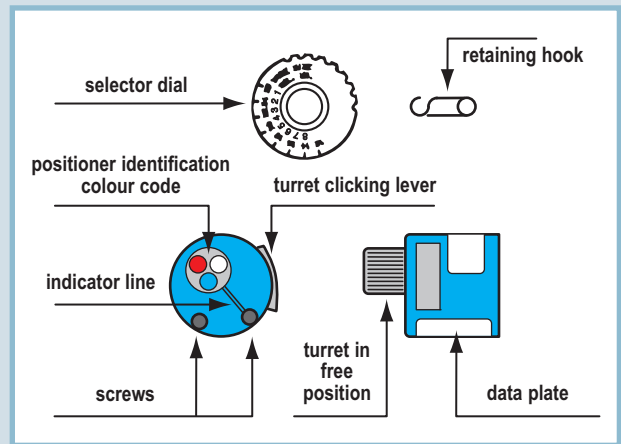 retaining hook
selector dial
positioner identification
colour code
turret clicking lever
indicator line
turret in
free
position
screws
data plate